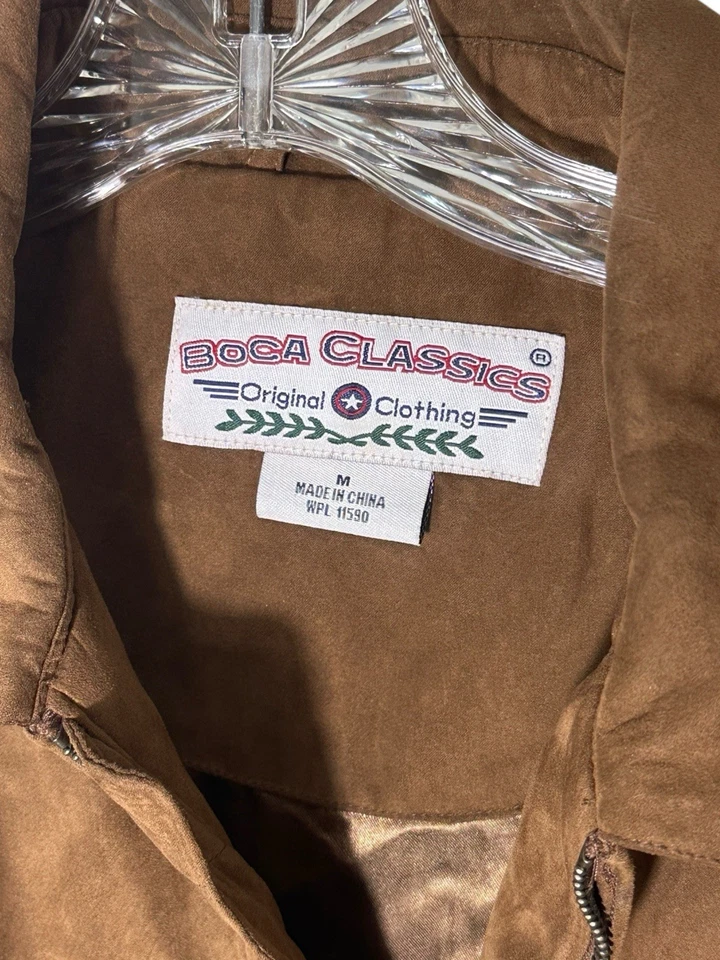 BOCA CLASSICS ®
Original Clothing
M
MADE IN CHINA
WPL 11590